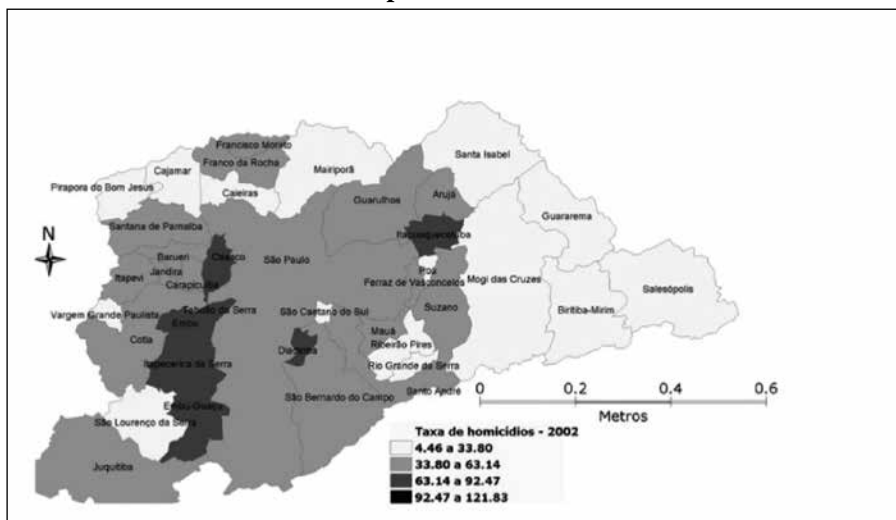 Francisco Morato
Franco da Rocha
Mairiporã
Santa Isabel
Cajamar
Pirapora do Bom Jesus
Caieiras
Guarulhos
Arujá
Guararema
Santana de Parnaíba
Itaquaquecetuba
N
Barueri
Osasco
São Paulo
Poá
Jandira
Itapevi
Ferraz de Vasconcelos
Mogi das Cruzes
Salesópolis
Carapicuíba
Vargem Grande Paulista
Taboão da Serra
São Caetano do Sul
Suzano
Biritiba-Mirim
Embu
Mauá
Cotia
Ribeirão Pires
Diadema
Itapecerica da Serra
Rio Grande da Serra
Santo André
0 0.2 0.4 0.6
São Bernardo do Campo
Metros
Embu-Guaçu
São Lourenço da Serra
Juquitiba
Taxa de homicídios - 2002
4.46 a 33.80
33.80 a 63.14
63.14 a 92.47
92.47 a 121.83